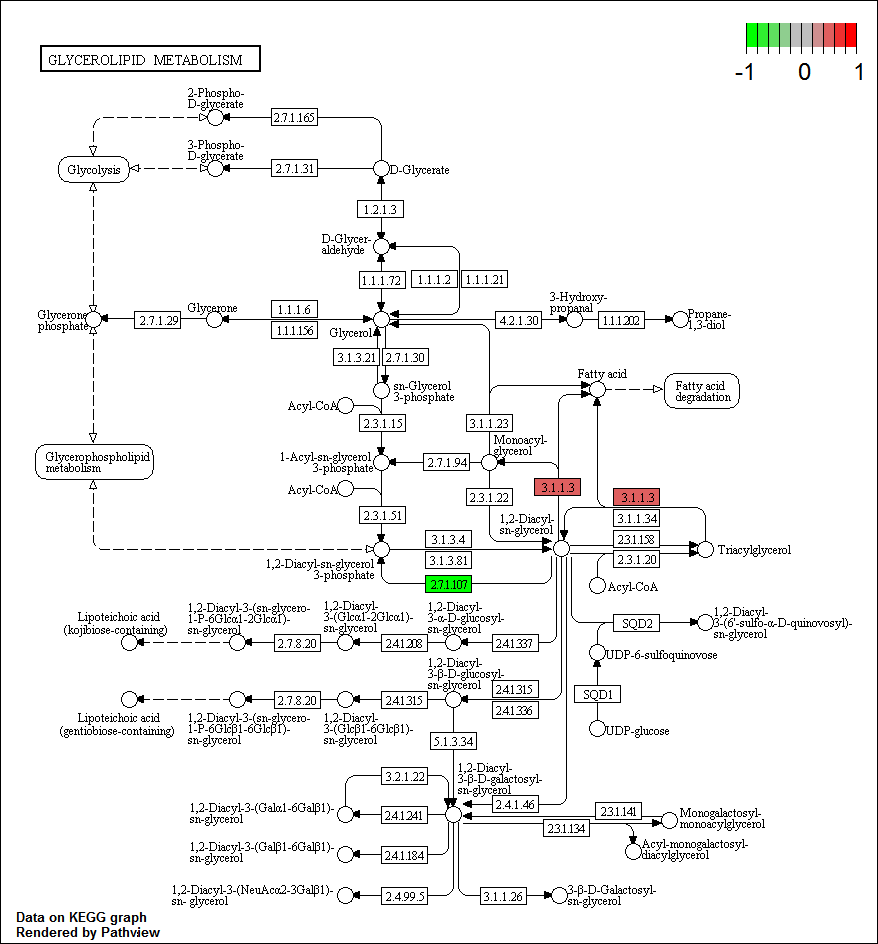 GLYCEROLIPID METABOLISM
-1
0
1
2-Phospho-
D-glycerate
2.7.1.165
3-Phospho-
D-glycerate
Glycolysis
2.7.1.31
D-Glycerate
1.2.1.3
D-Glycer-
aldehyde
1.1.1.72
1.1.1.2
1.1.1.21
Glycerone
phosphate
2.7.1.29
Glycerone
1.1.1.6
1.1.1.156
Glycerol
4.2.1.30
3-Hydroxy-
propanal
1.1.1.202
Propane-
1,3-diol
3.1.3.21
2.7.1.30
sn-Glycerol
3-phosphate
Fatty acid
Fatty acid
degradation
Acyl-CoA
2.3.1.15
3.1.1.23
Monoacyl-
glycerol
1-Acyl-sn-glycerol
3-phosphate
2.7.1.94
Glycerophospholipid
metabolism
Acyl-CoA
2.3.1.22
3.1.1.3
3.1.1.3
2.3.1.51
1,2-Diacyl-
sn-glycerol
3.1.1.34
3.1.3.4
2.3.1.158
Triacylglycerol
3.1.3.81
2.3.1.20
1,2-Diacyl-sn-glycerol
3-phosphate
2.7.1.107
Acyl-CoA
Lipoteichoic acid
(kojibiose-containing)
1,2-Diacyl-3-(sn-glycero-
1-P-6Glcα1-2Glcα1)-
sn-glycerol
2.7.8.20
1,2-Diacyl-
3-(Glcα1-2Glcα1)-
sn-glycerol
2.4.1.208
1,2-Diacyl-
3-α-D-glucosyl-
sn-glycerol
2.4.1.337
SQD2
1,2-Diacyl-
3-(6'-sulfo-α-D-quinovosyl)-
sn-glycerol
UDP-6-sulfoquinovose
1,2-Diacyl-
3-β-D-glucosyl-
sn-glycerol
2.4.1.315
2.4.1.336
SQD1
UDP-glucose
Lipoteichoic acid
(gentiobiose-containing)
2.7.8.20
1,2-Diacyl-3-(sn-glycero-
1-P-6Glcβ1-6Glcβ1)-
sn-glycerol
2.4.1.315
1,2-Diacyl-
3-(Glcβ1-6Glcβ1)-
sn-glycerol
5.1.3.34
1,2-Diacyl-
3-β-D-galactosyl-
sn-glycerol
3.2.1.22
2.4.1.46
1,2-Diacyl-3-(Galα1-6Galβ1)-
sn-glycerol
2.4.1.241
2.3.1.141
Monogalactosyl-
monoacylglycerol
2.3.1.134
Acyl-monogalactosyl-
diacylglycerol
1,2-Diacyl-3-(Galβ1-6Galβ1)-
sn-glycerol
2.4.1.184
1,2-Diacyl-3-(NeuAcα2-3Galβ1)-
sn- glycerol
2.4.99.5
3.1.1.26
3-β-D-Galactosyl-
sn-glycerol
Data on KEGG graph
Rendered by Pathview